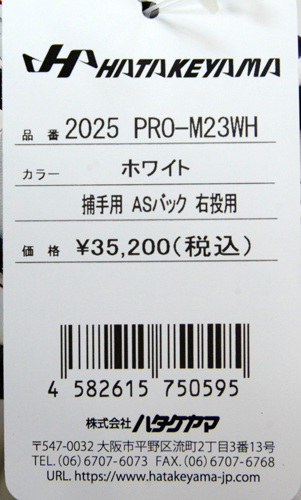 HATAKEYAMA
品番 2025 PRO-M23WH
カラー ホワイト
捕手用 ASバック 右投用
価格 ¥35,200(税込)
4 582615 750595
株式会社 ハタケヤマ
〒547-0032 大阪市平野区流町2丁目3番13号
TEL.(06)6707-6073 FAX.(06)6707-6768
URL. https://www.hatakeyama-jp.com/